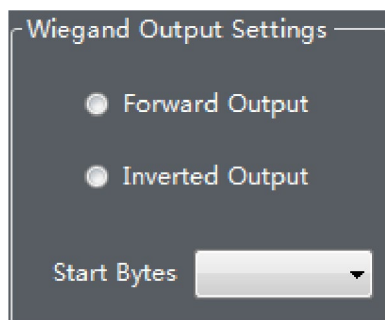 Wiegand Output Settings
Forward Output
Inverted Output
Start Bytes